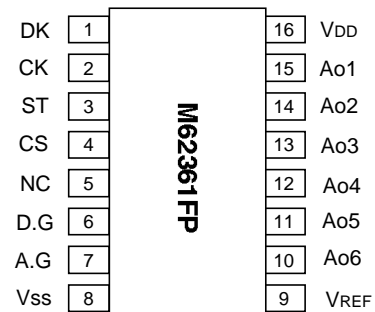 DK 1 16 VDD
CK 2 15 Ao1
ST 3 14 Ao2
CS 4 13 Ao3
NC 5 12 Ao4
D.G 6 11 Ao5
A.G 7 10 Ao6
Vss 8 9 VREF
M62361FP